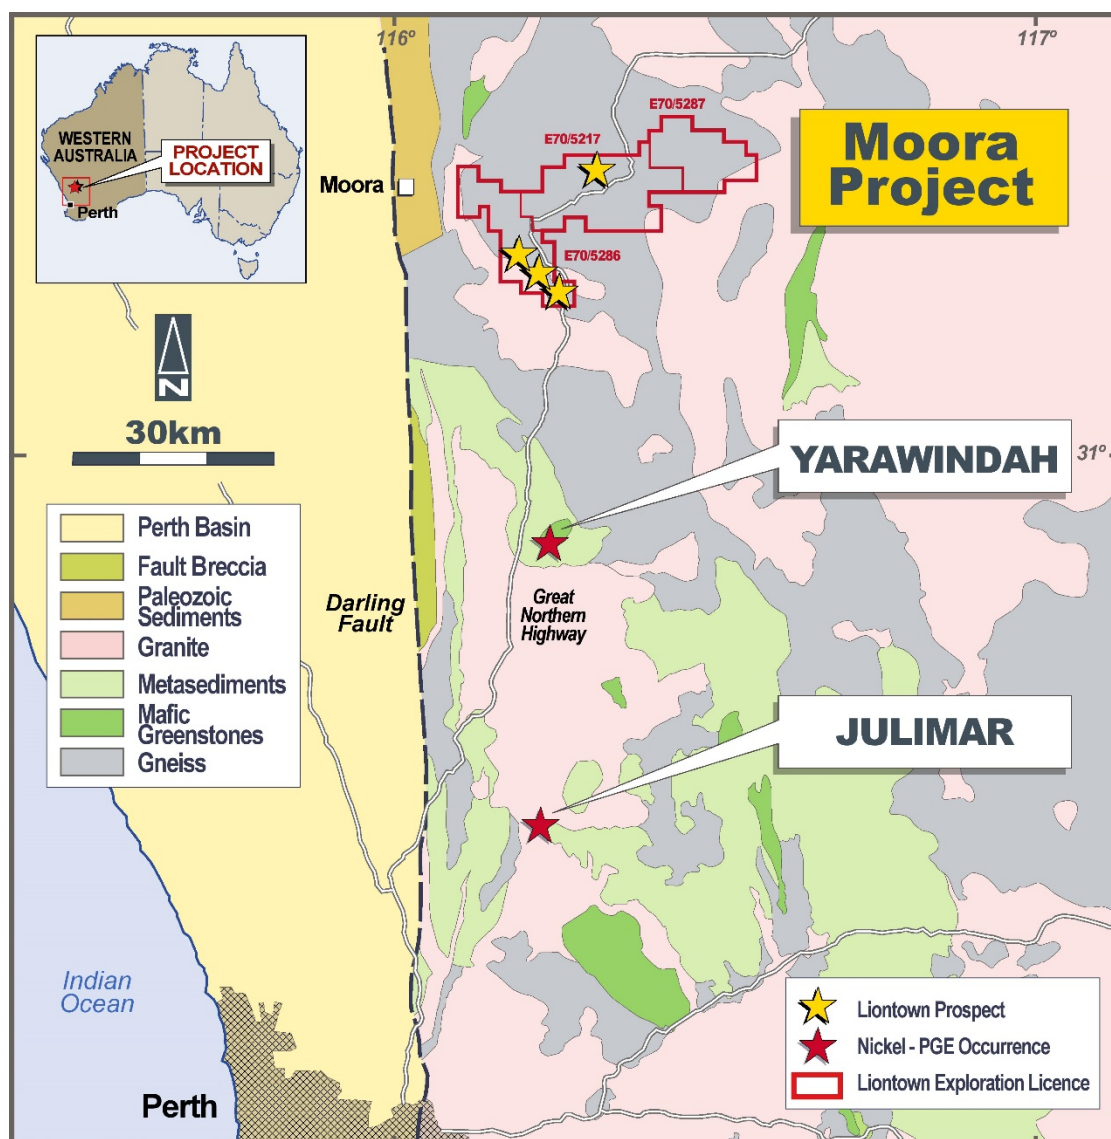 116°
117°
WESTERN
AUSTRALIA
PROJECT
LOCATION
Perth
Moora
E70/5287
E70/5217
E70/5286
Moora
Project
N
30km
31°
YARAWINDAH
Perth Basin
Fault Breccia
Paleozoic
Sediments
Granite
Metasediments
Mafic
Greenstones
Gneiss
Darling
Fault
Great
Northern
Highway
JULIMAR
Indian
Ocean
Perth
Liontown Prospect
Nickel - PGE Occurrence
Liontown Exploration Licence